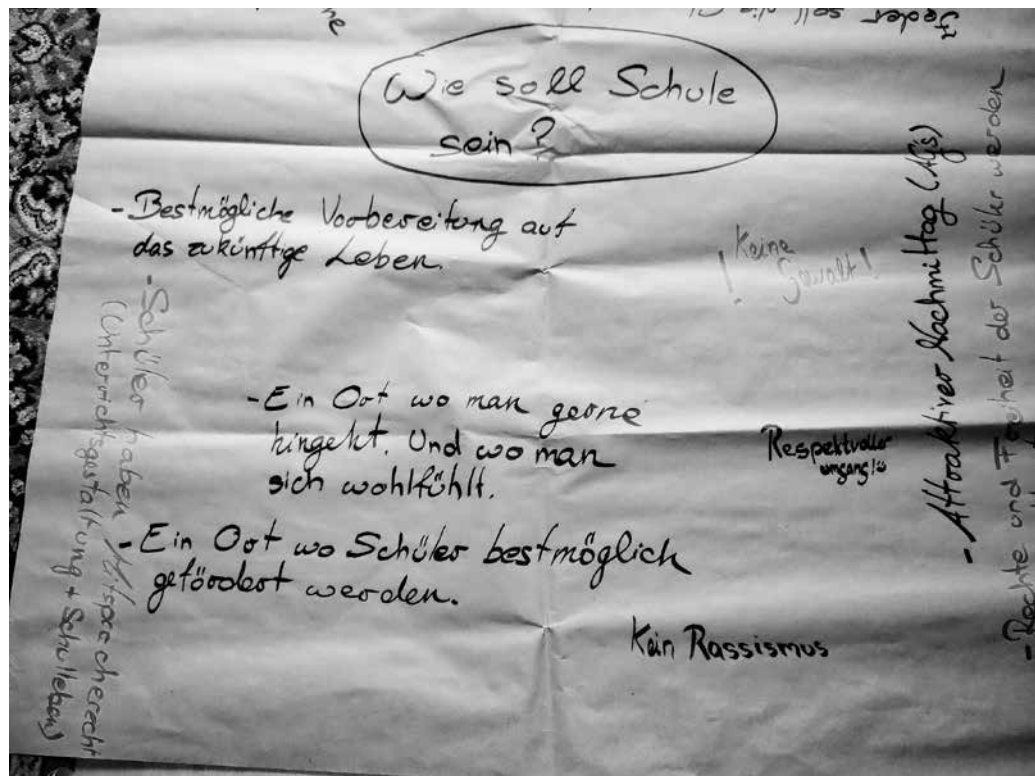 Jeder soll die
Wie soll Schule
sein?
- Bestmögliche Vorbereitung auf
das zukünftige Leben.
! Keine
Gewalt!
- Attraktiver Nachmittag (AGs)
- Rechte und Freiheit der Schüler werden
- Schüler haben Mitspracherecht
(Unterrichtsgestaltung + Schulleben)
- Ein Ort wo man gerne
hingeht. Und wo man
sich wohlfühlt.
Respektvoller
umgang!
- Ein Ort wo Schüler bestmöglich
gefördert werden.
Kein Rassismus